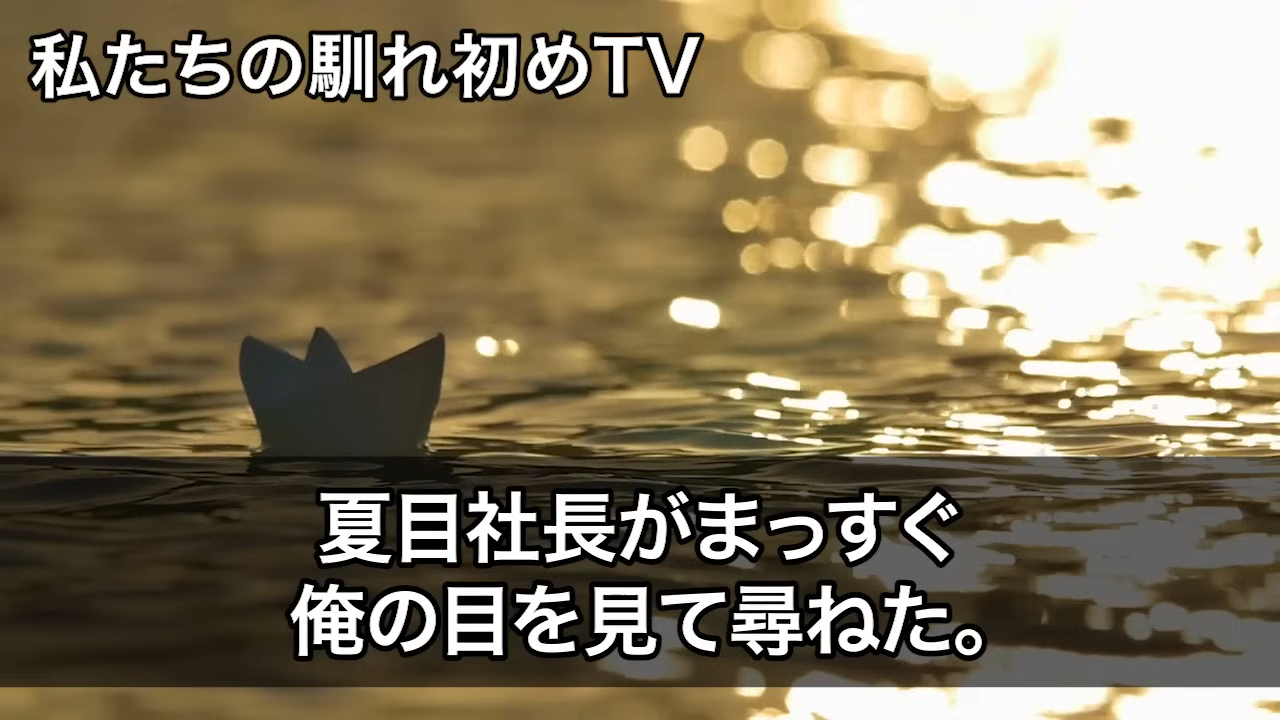 私たちの馴れ初めTV
夏目社長がまっすぐ
俺の目を見て尋ねた。